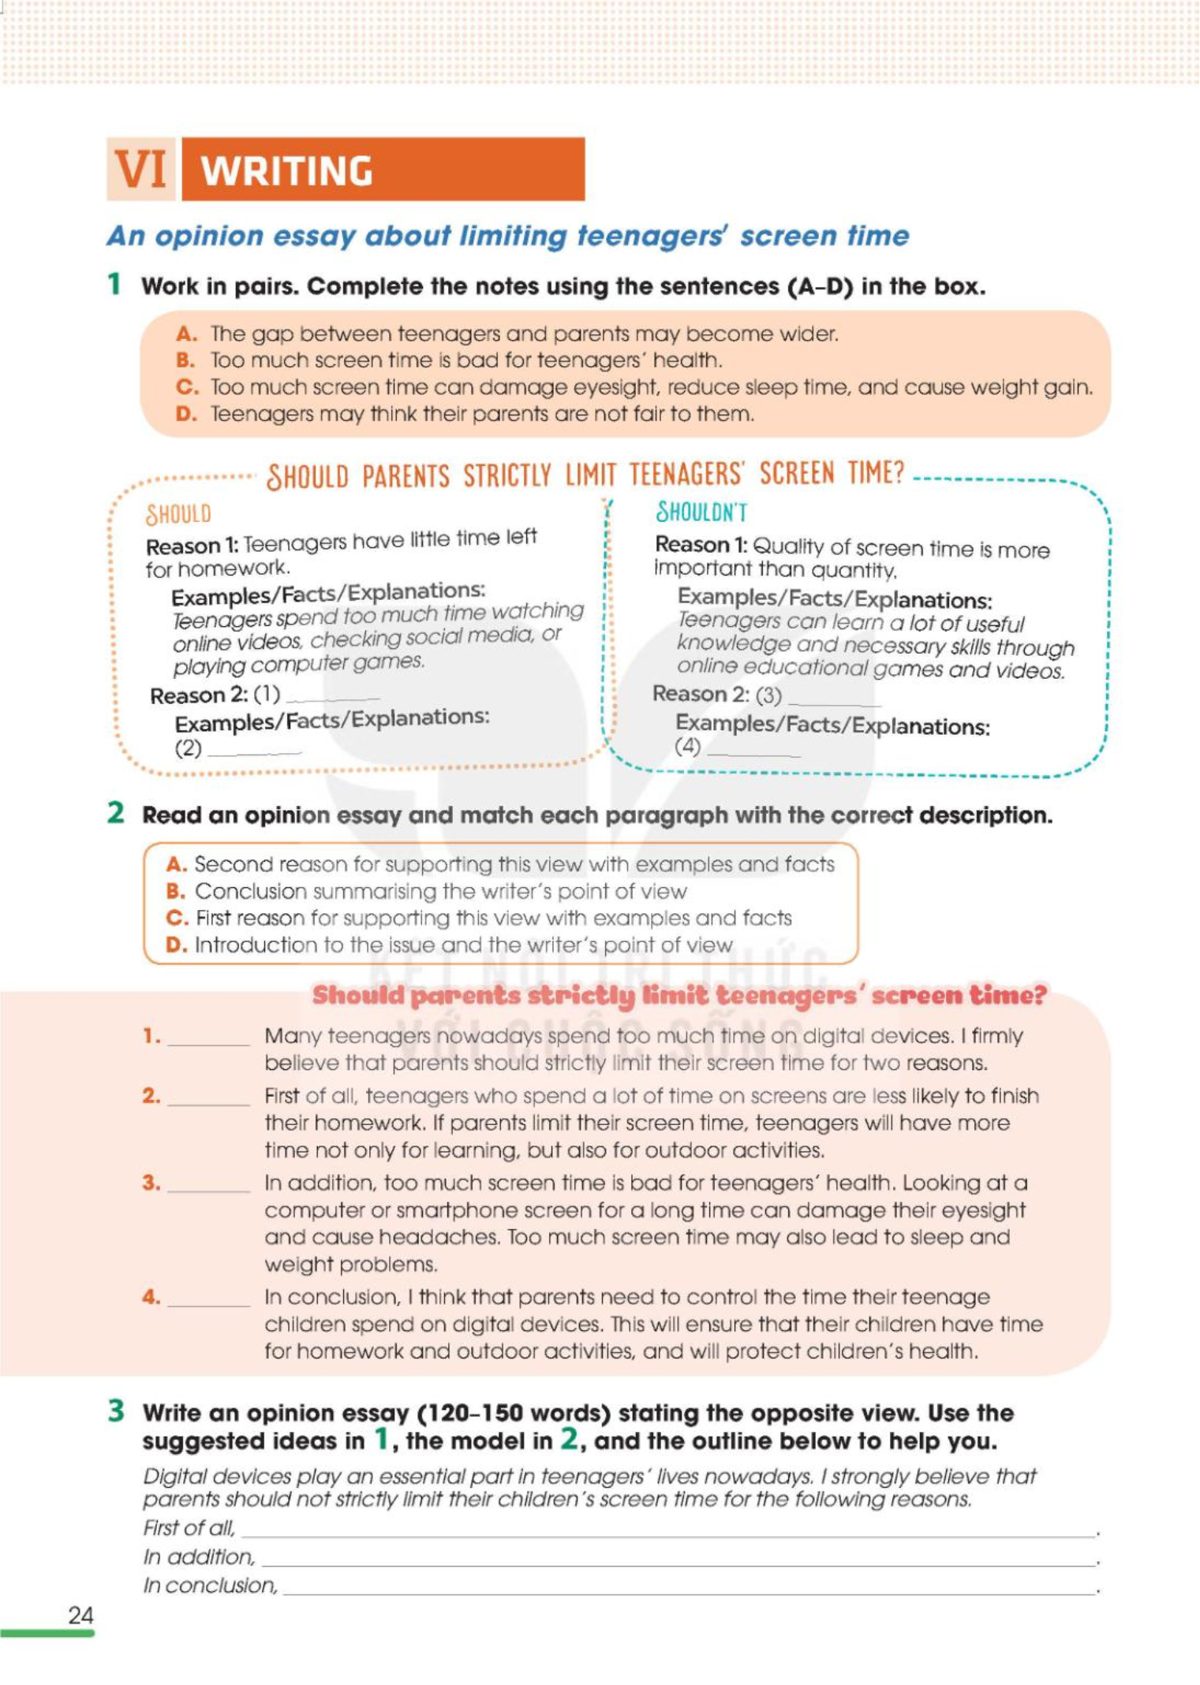 VI WRITING
An opinion essay about limiting teenagers' screen time
1 Work in pairs. Complete the notes using the sentences (A–D) in the box.
A. The gap between teenagers and parents may become wider.
B. Too much screen time is bad for teenagers' health.
C. Too much screen time can damage eyesight, reduce sleep time, and cause weight gain.
D. Teenagers may think their parents are not fair to them.
SHOULD PARENTS STRICTLY LIMIT TEENAGERS' SCREEN TIME?
SHOULD
Reason 1: Teenagers have little time left
for homework.
Examples/Facts/Explanations:
Teenagers spend too much time watching
online videos, checking social media, or
playing computer games.
Reason 2: (1) ________
Examples/Facts/Explanations:
(2) ________
SHOULDN'T
Reason 1: Quality of screen time is more
important than quantity.
Examples/Facts/Explanations:
Teenagers can learn a lot of useful
knowledge and necessary skills through
online educational games and videos.
Reason 2: (3) ________
Examples/Facts/Explanations:
(4) ________
2 Read an opinion essay and match each paragraph with the correct description.
A. Second reason for supporting this view with examples and facts
B. Conclusion summarising the writer's point of view
C. First reason for supporting this view with examples and facts
D. Introduction to the issue and the writer's point of view
KẾT NỐI TRI THỨC
VỚI CUỘC SỐNG
Should parents strictly limit teenagers' screen time?
1. ________ Many teenagers nowadays spend too much time on digital devices. I firmly
believe that parents should strictly limit their screen time for two reasons.
2. ________ First of all, teenagers who spend a lot of time on screens are less likely to finish
their homework. If parents limit their screen time, teenagers will have more
time not only for learning, but also for outdoor activities.
3. ________ In addition, too much screen time is bad for teenagers' health. Looking at a
computer or smartphone screen for a long time can damage their eyesight
and cause headaches. Too much screen time may also lead to sleep and
weight problems.
4. ________ In conclusion, I think that parents need to control the time their teenage
children spend on digital devices. This will ensure that their children have time
for homework and outdoor activities, and will protect children's health.
3 Write an opinion essay (120–150 words) stating the opposite view. Use the
suggested ideas in 1, the model in 2, and the outline below to help you.
Digital devices play an essential part in teenagers' lives nowadays. I strongly believe that
parents should not strictly limit their children's screen time for the following reasons.
First of all, ________.
In addition, ________.
In conclusion, ________.
24